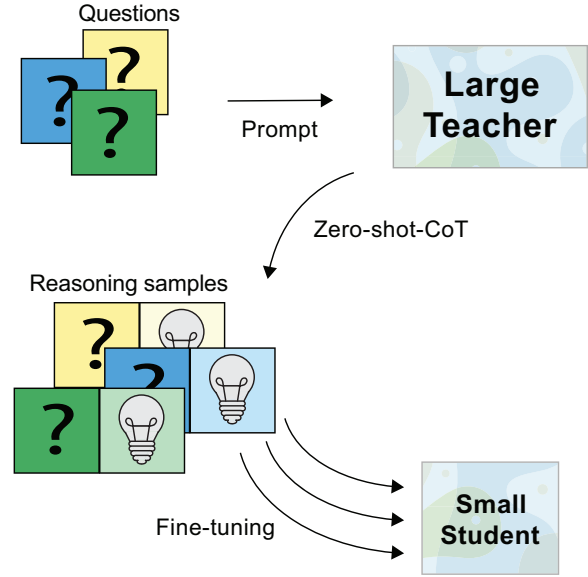 Questions
?
?
?
Prompt
Large
Teacher
Zero-shot-CoT
Reasoning samples
?
?
?
Fine-tuning
Small
Student